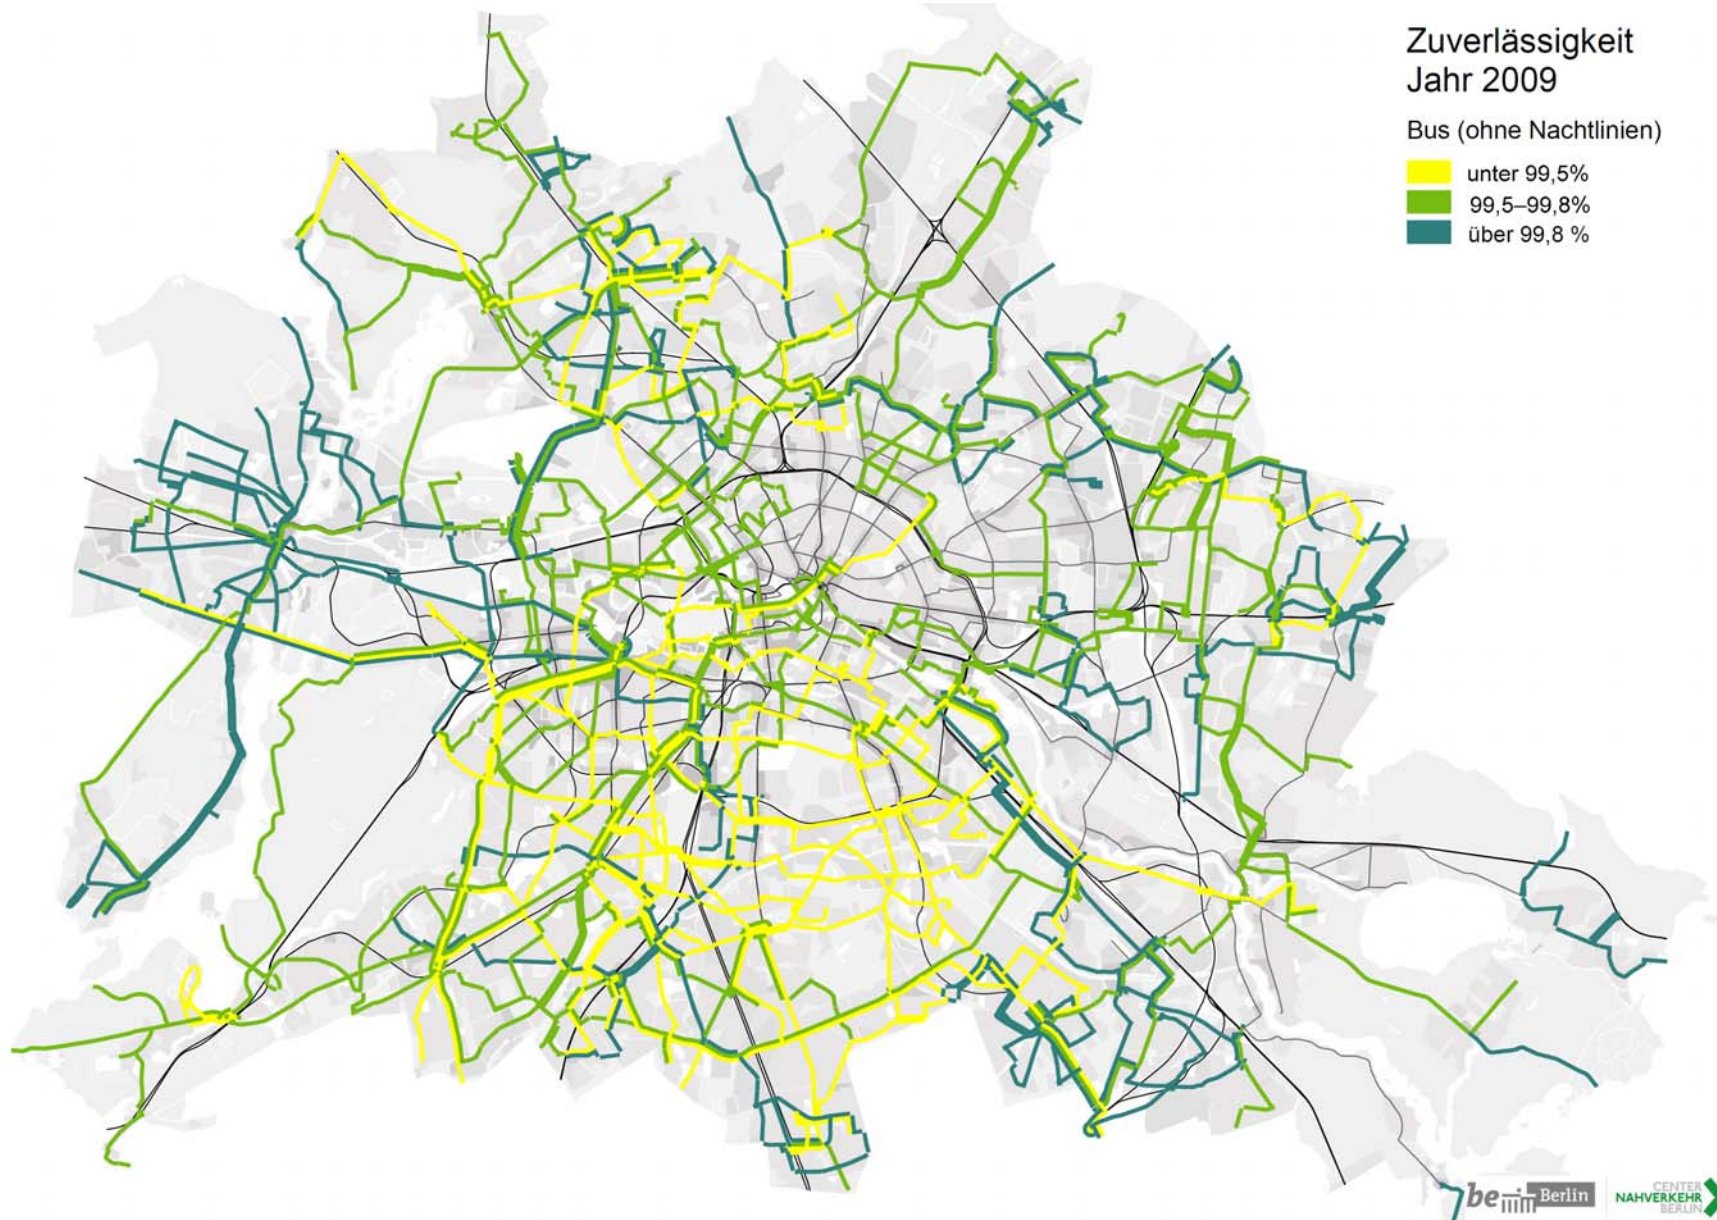 Zuverlässigkeit
Jahr 2009
Bus (ohne Nachtlinien)
unter 99,5%
99,5–99,8%
über 99,8 %
be Berlin
CENTER
NAHVERKEHR
BERLIN